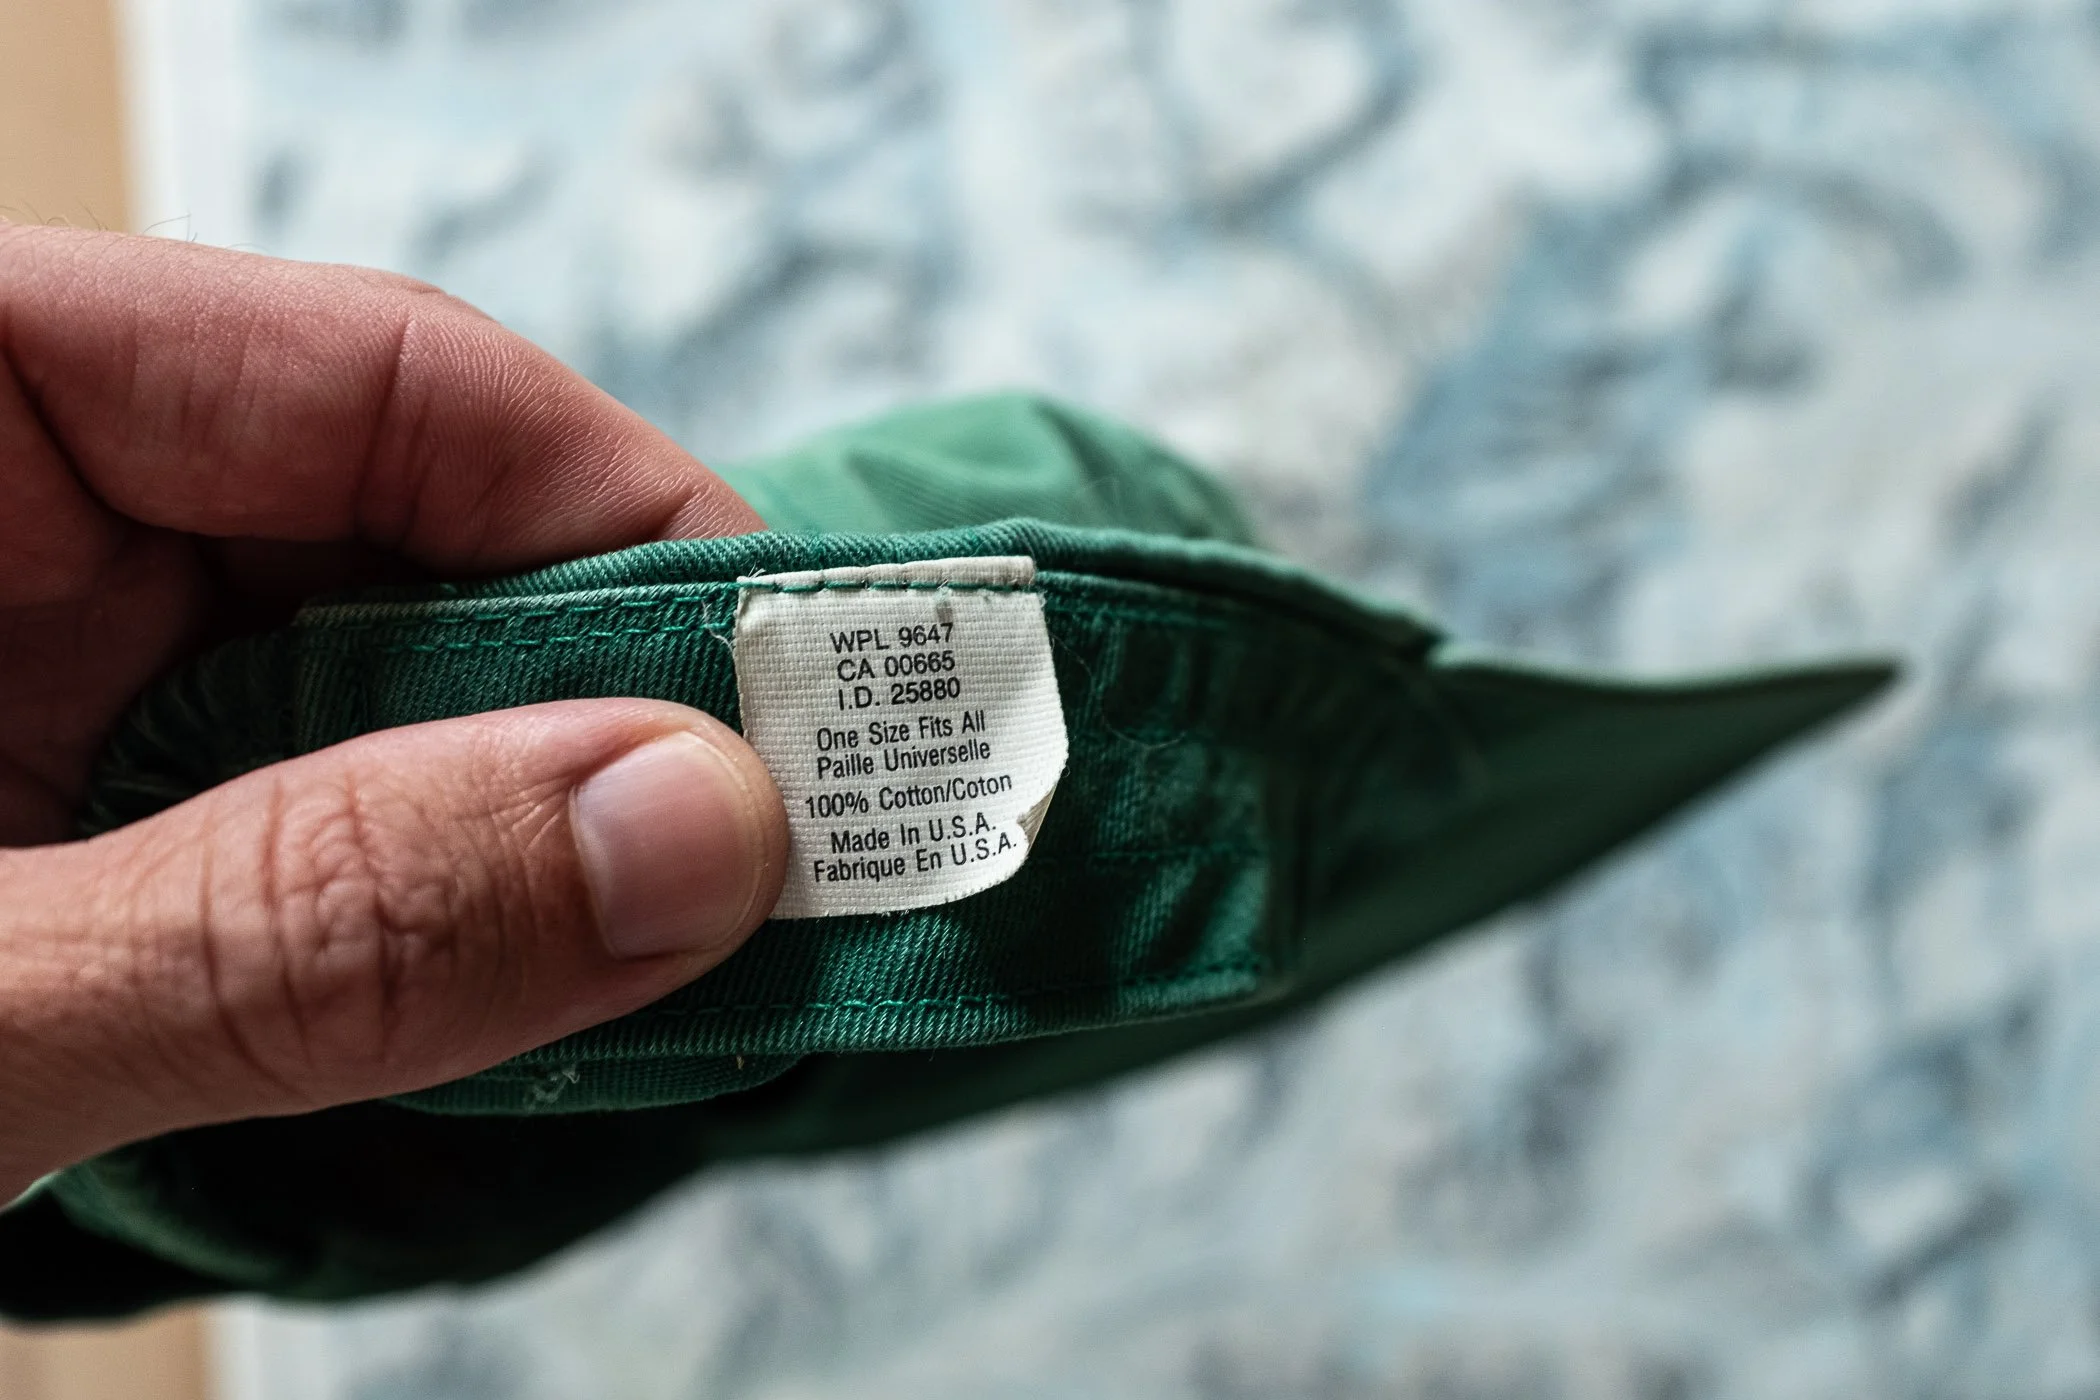 WPL 9647
CA 00665
I.D. 25880
One Size Fits All
Paille Universelle
100% Cotton/Coton
Made In U.S.A.
Fabrique En U.S.A.